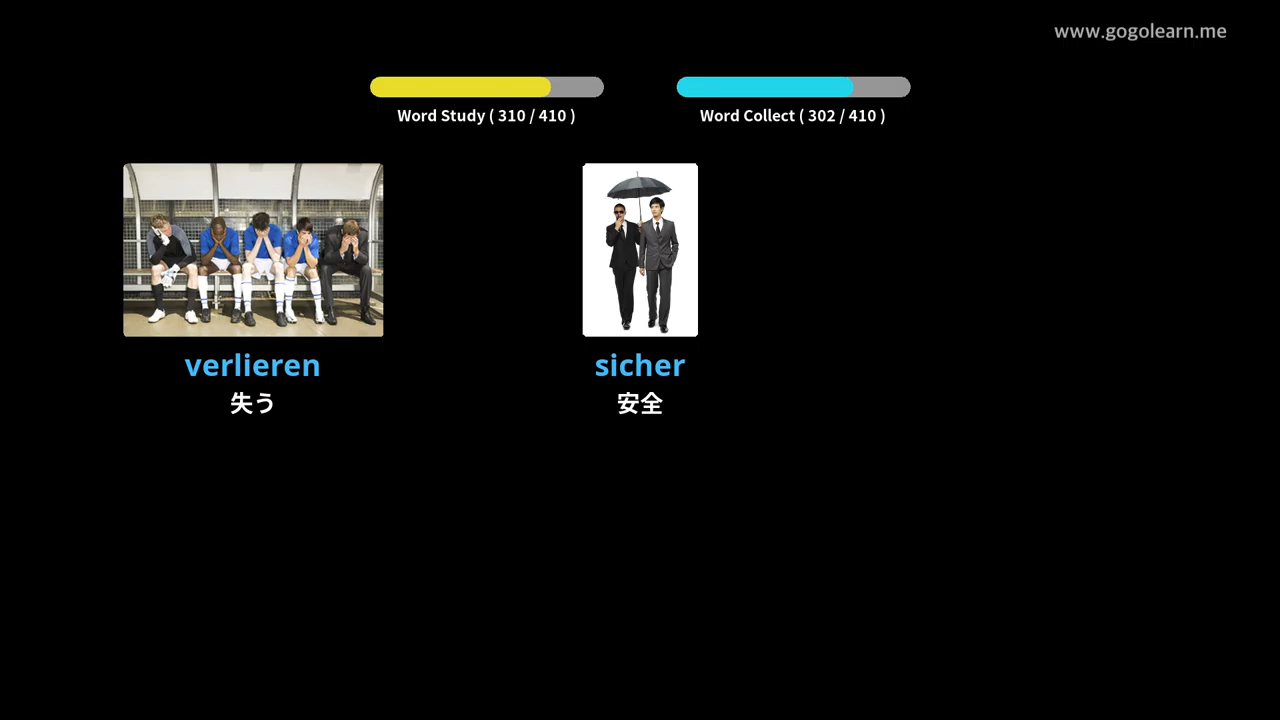 www.gogolearn.me
Word Study ( 310 / 410 )
Word Collect ( 302 / 410 )
verlieren
失う
sicher
安全